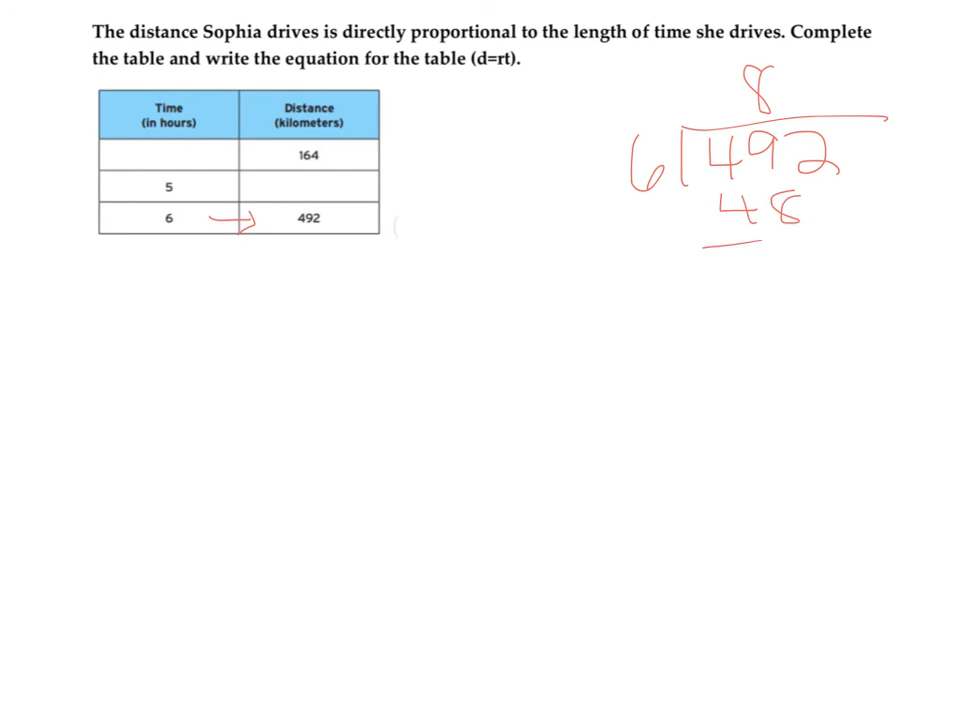 The distance Sophia drives is directly proportional to the length of time she drives. Complete
the table and write the equation for the table (d=rt).
Time
(in hours)
Distance
(kilometers)
164
5
6
492
8
6 492
48